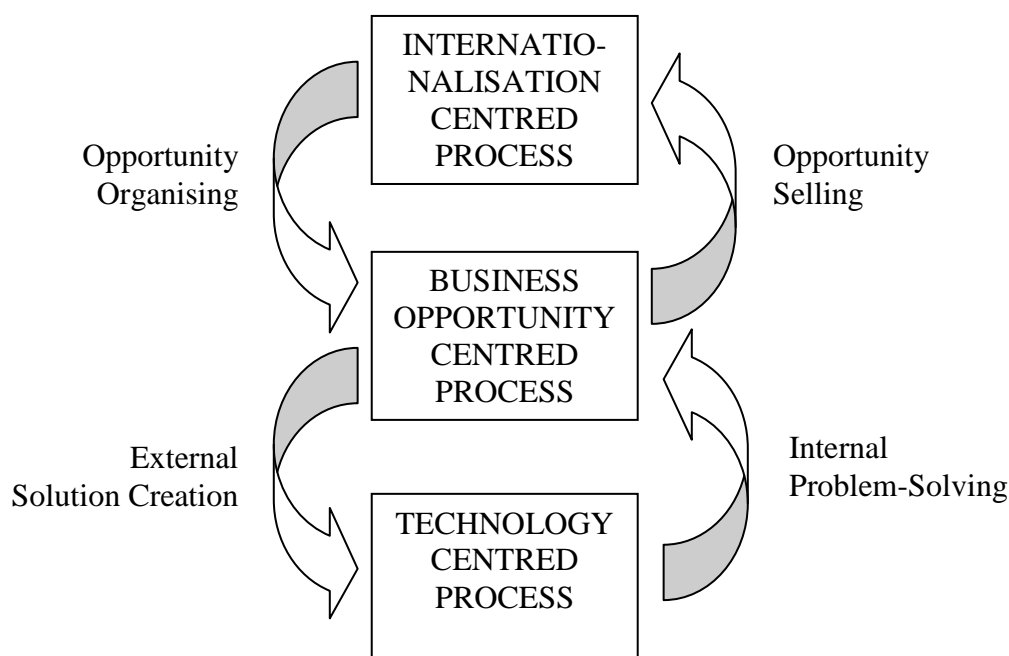 INTERNATIO-
NALISATION
CENTRED
PROCESS
Opportunity
Organising
Opportunity
Selling
BUSINESS
OPPORTUNITY
CENTRED
PROCESS
External
Solution Creation
Internal
Problem-Solving
TECHNOLOGY
CENTRED
PROCESS